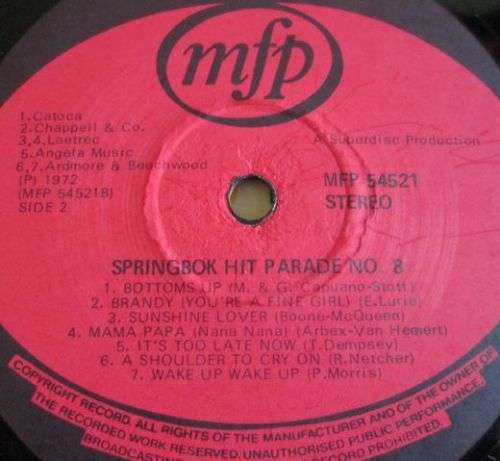 mfp
1.Catoca
2.Chappell & Co.
3,4.Laetrec
5.Angela Music
6,7.Ardmore & Beechwood
(P) 1972
(MFP 54521B)
SIDE 2
A Superdisc Production
MFP 54521
STEREO
SPRINGBOK HIT PARADE NO. 8
1. BOTTOMS UP (M. & G. Capuano-Stott)
2. BRANDY (YOU'RE A FINE GIRL) (E.Lurie)
3. SUNSHINE LOVER (Boone-McQueen)
4. MAMA PAPA (Nana Nana) (Arbex-Van Hemert)
5. IT'S TOO LATE NOW (T.Dempsey)
6. A SHOULDER TO CRY ON (R.Netcher)
7. WAKE UP WAKE UP (P.Morris)
COPYRIGHT RECORD. ALL RIGHTS OF THE MANUFACTURER AND OF THE OWNER OF
THE RECORDED WORK RESERVED. UNAUTHORISED PUBLIC PERFORMANCE,
BROADCASTING RECORD PROHIBITED.